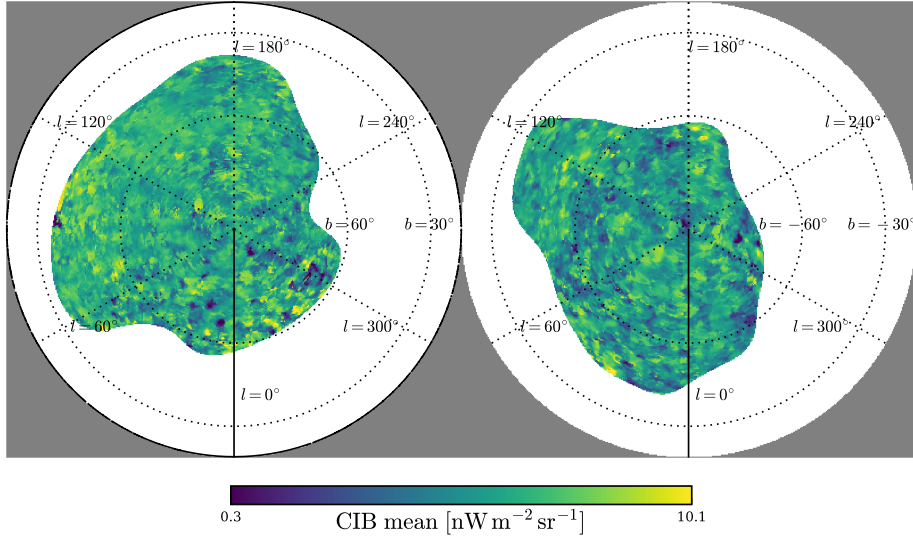 l = 180°
l = 180°
l = 120°
l = 240°
l = 120°
l = 240°
b = 60°
b = 30°
b = −60°
b = −30°
l = 60°
l = 300°
l = 60°
l = 300°
l = 0°
l = 0°
0.3
CIB mean [nW m⁻² sr⁻¹]
10.1